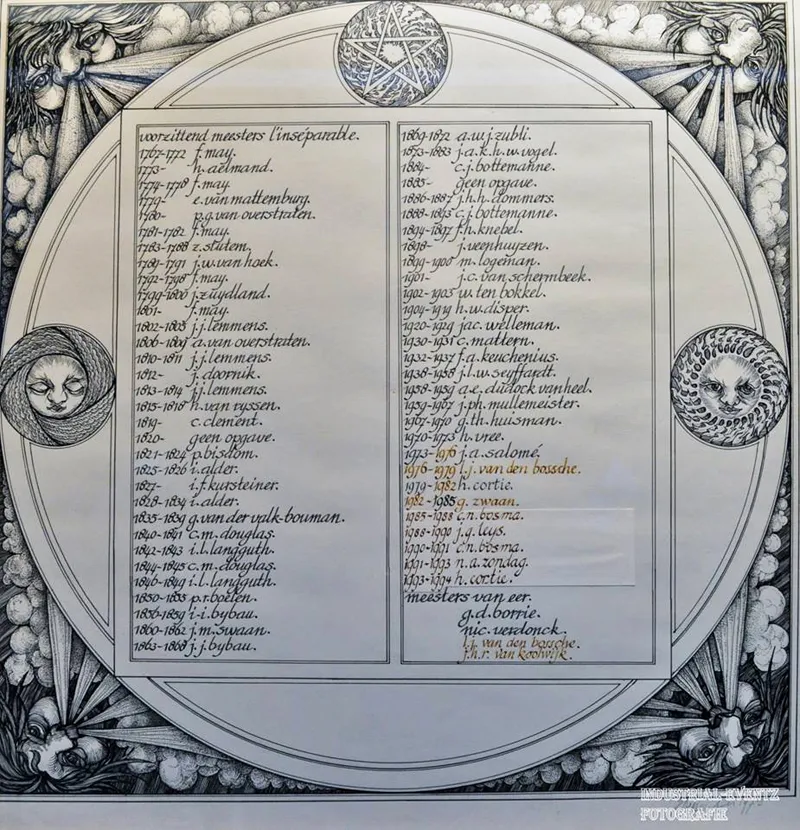 voorzittend meesters l'inséparable.
1767-1772 f. may.
1773- h. aelmand.
1774-1778 f. may.
1779- e. van mattemburg.
1780- p.g. van overstraten.
1781-1782 f. may.
1783-1788 z. statem.
1789-1791 j.w. van hoek.
1792-1798 f. may.
1799-1800 j. zuydland.
1801- f. may.
1802-1805 j.j. lemmens.
1806-1809 a. van overstraten.
1810-1811 j.j. lemmens.
1812- j. doornik.
1813-1814 j.j. lemmens.
1815-1818 h. van ryssen.
1819- c. clement.
1820- geen opgave.
1821-1824 p. bisdom.
1825-1826 i. alder.
1827- i.f. kursteiner.
1828-1834 i. alder.
1835-1839 g. van der valk-bouman.
1840-1841 c.m. douglas.
1842-1843 i.l. langguth.
1844-1845 c.m. douglas.
1846-1849 i.l. langguth.
1850-1855 p.r. boelen.
1856-1859 i.i. bybau.
1860-1862 j.m. swaan.
1863-1868 j.j. bybau.
1869-1872 a.w.j. zubli.
1873-1883 j.a.k.h.w. vogel.
1884- c.j. bottemanne.
1885- geen opgave.
1886-1887 j.h.h. dommers.
1888-1893 c.j. bottemanne.
1894-1897 f.h. knebel.
1898- j. veenhuyzen.
1899-1900 m. logeman.
1901- j.c. van schermbeek.
1902-1903 w. ten bokkel.
1904-1919 h.w. disper.
1920-1929 jac. welleman.
1930-1931 c. mattern.
1932-1937 f.a. keuchenius.
1938-1958 j.l.w. seyffardt.
1958-1959 a.e. dudock van heel.
1959-1967 j.ph. mullemeister.
1967-1970 g.th. huisman.
1970-1973 h. vree.
1973-1976 j.a. salomé.
1976-1979 l.j. van den bossche.
1979-1982 h. cortie.
1982-1985 g. zwaan.
1985-1988 c.n. bosma.
1988-1990 j.g. leys.
1990-1991 c.n. bosma.
1991-1993 n.a. zondag.
1993-1994 h. cortie.
meesters van eer.
g.d. borrie.
nic. verdonck.
l.j. van den bossche.
j.h.r. van koolwijk.
INDUSTRIAL-EVENTZ
FOTOGRAFIK